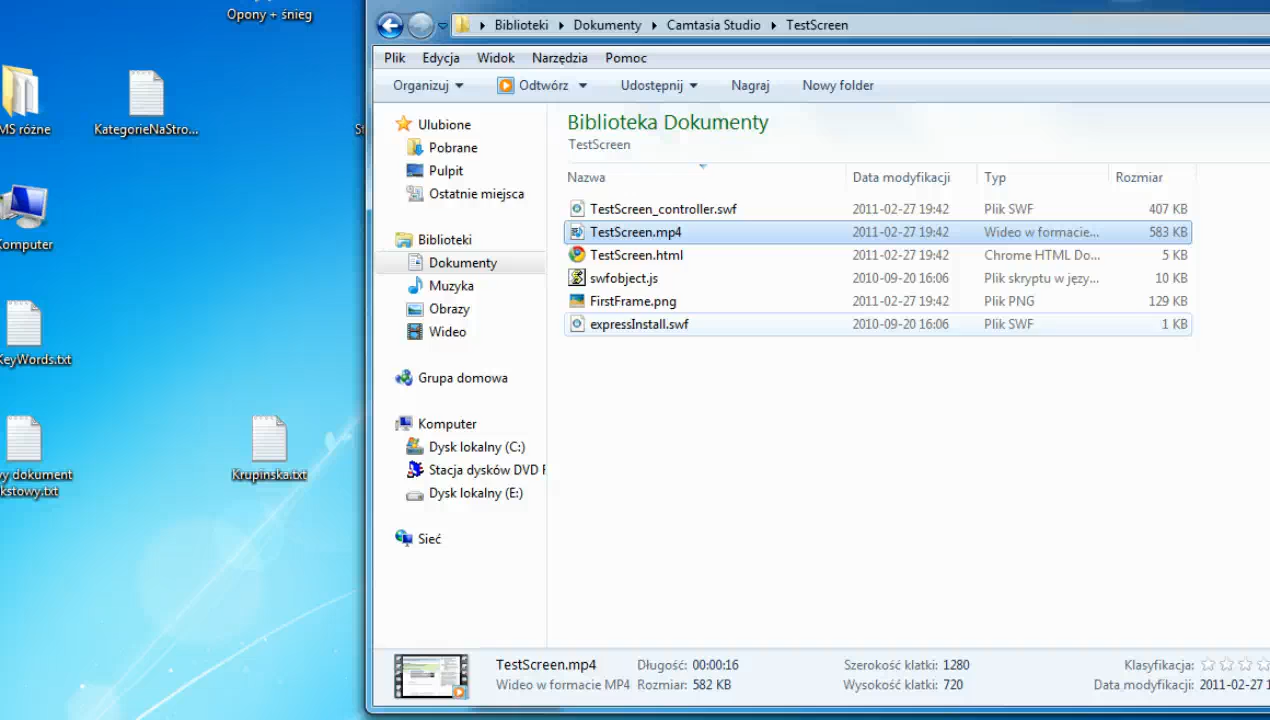 Opony + śnieg
MS różne
KategorieNaStro...
St
Komputer
KeyWords.txt
wy dokument
kstowy.txt
Krupinska.txt
Biblioteki
Dokumenty
Camtasia Studio
TestScreen
Plik
Edycja
Widok
Narzędzia
Pomoc
Organizuj
Odtwórz
Udostępnij
Nagraj
Nowy folder
Ulubione
Pobrane
Pulpit
Ostatnie miejsca
Biblioteki
Dokumenty
Muzyka
Obrazy
Wideo
Grupa domowa
Komputer
Dysk lokalny (C:)
Stacja dysków DVD F
Dysk lokalny (E:)
Sieć
Biblioteka Dokumenty
TestScreen
Nazwa Data modyfikacji Typ Rozmiar
TestScreen_controller.swf 2011-02-27 19:42 Plik SWF 407 KB
TestScreen.mp4 2011-02-27 19:42 Wideo w formacie... 583 KB
TestScreen.html 2011-02-27 19:42 Chrome HTML Do... 5 KB
swfobject.js 2010-09-20 16:06 Plik skryptu w języ... 10 KB
FirstFrame.png 2011-02-27 19:42 Plik PNG 129 KB
expressInstall.swf 2010-09-20 16:06 Plik SWF 1 KB
TestScreen.mp4 Długość: 00:00:16 Szerokość klatki: 1280 Klasyfikacja:
Wideo w formacie MP4 Rozmiar: 582 KB Wysokość klatki: 720 Data modyfikacji: 2011-02-27 1